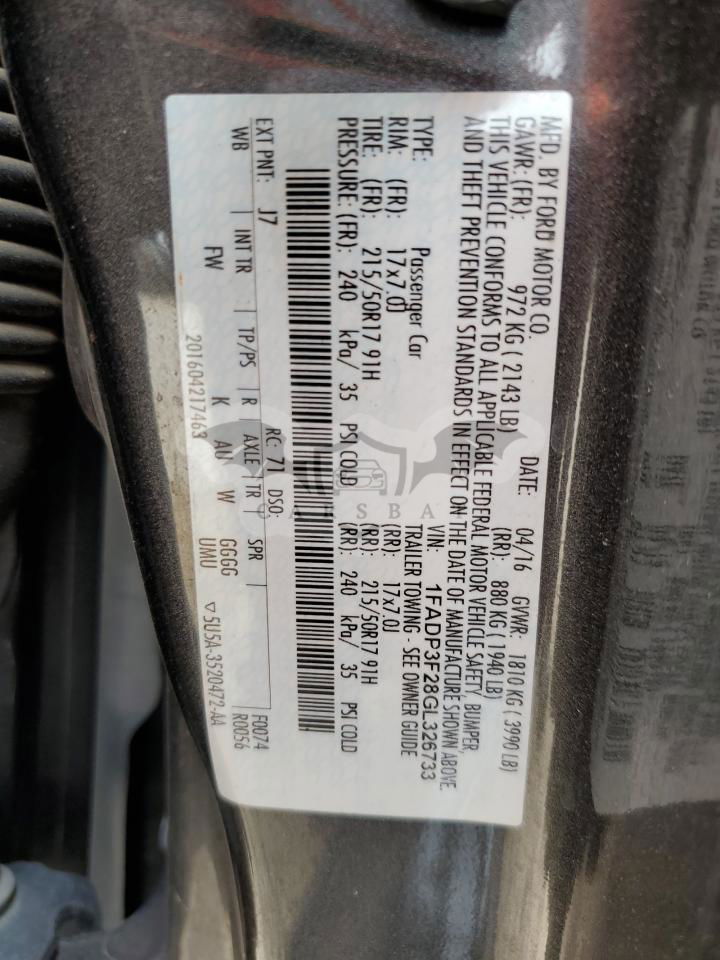 MFD. BY FORD MOTOR CO.
DATE: 04/16 GVWR: 1810 KG ( 3990 LB)
GAWR: (FR): 972 KG ( 2143 LB) (RR): 880 KG ( 1940 LB)
THIS VEHICLE CONFORMS TO ALL APPLICABLE FEDERAL MOTOR VEHICLE SAFETY, BUMPER,
AND THEFT PREVENTION STANDARDS IN EFFECT ON THE DATE OF MANUFACTURE SHOWN ABOVE.
VIN: 1FADP3F28GL326733
TYPE: Passenger Car TRAILER TOWING - SEE OWNER GUIDE
RIM: (FR): 17x7.0J (RR): 17x7.0J
TIRE: (FR): 215/50R17 91H (RR): 215/50R17 91H
PRESSURE: (FR): 240 kPa/ 35 PSI COLD (RR): 240 kPa/ 35 PSI COLD
EXT PNT: J7 RC: 71 DSO: F0074
WB INT TR TP/PS R AXLE TR SPR R0056
FW K AU W GGGG
UMU
201604217463 ▽5U5A-3520472-AA
CARSBA